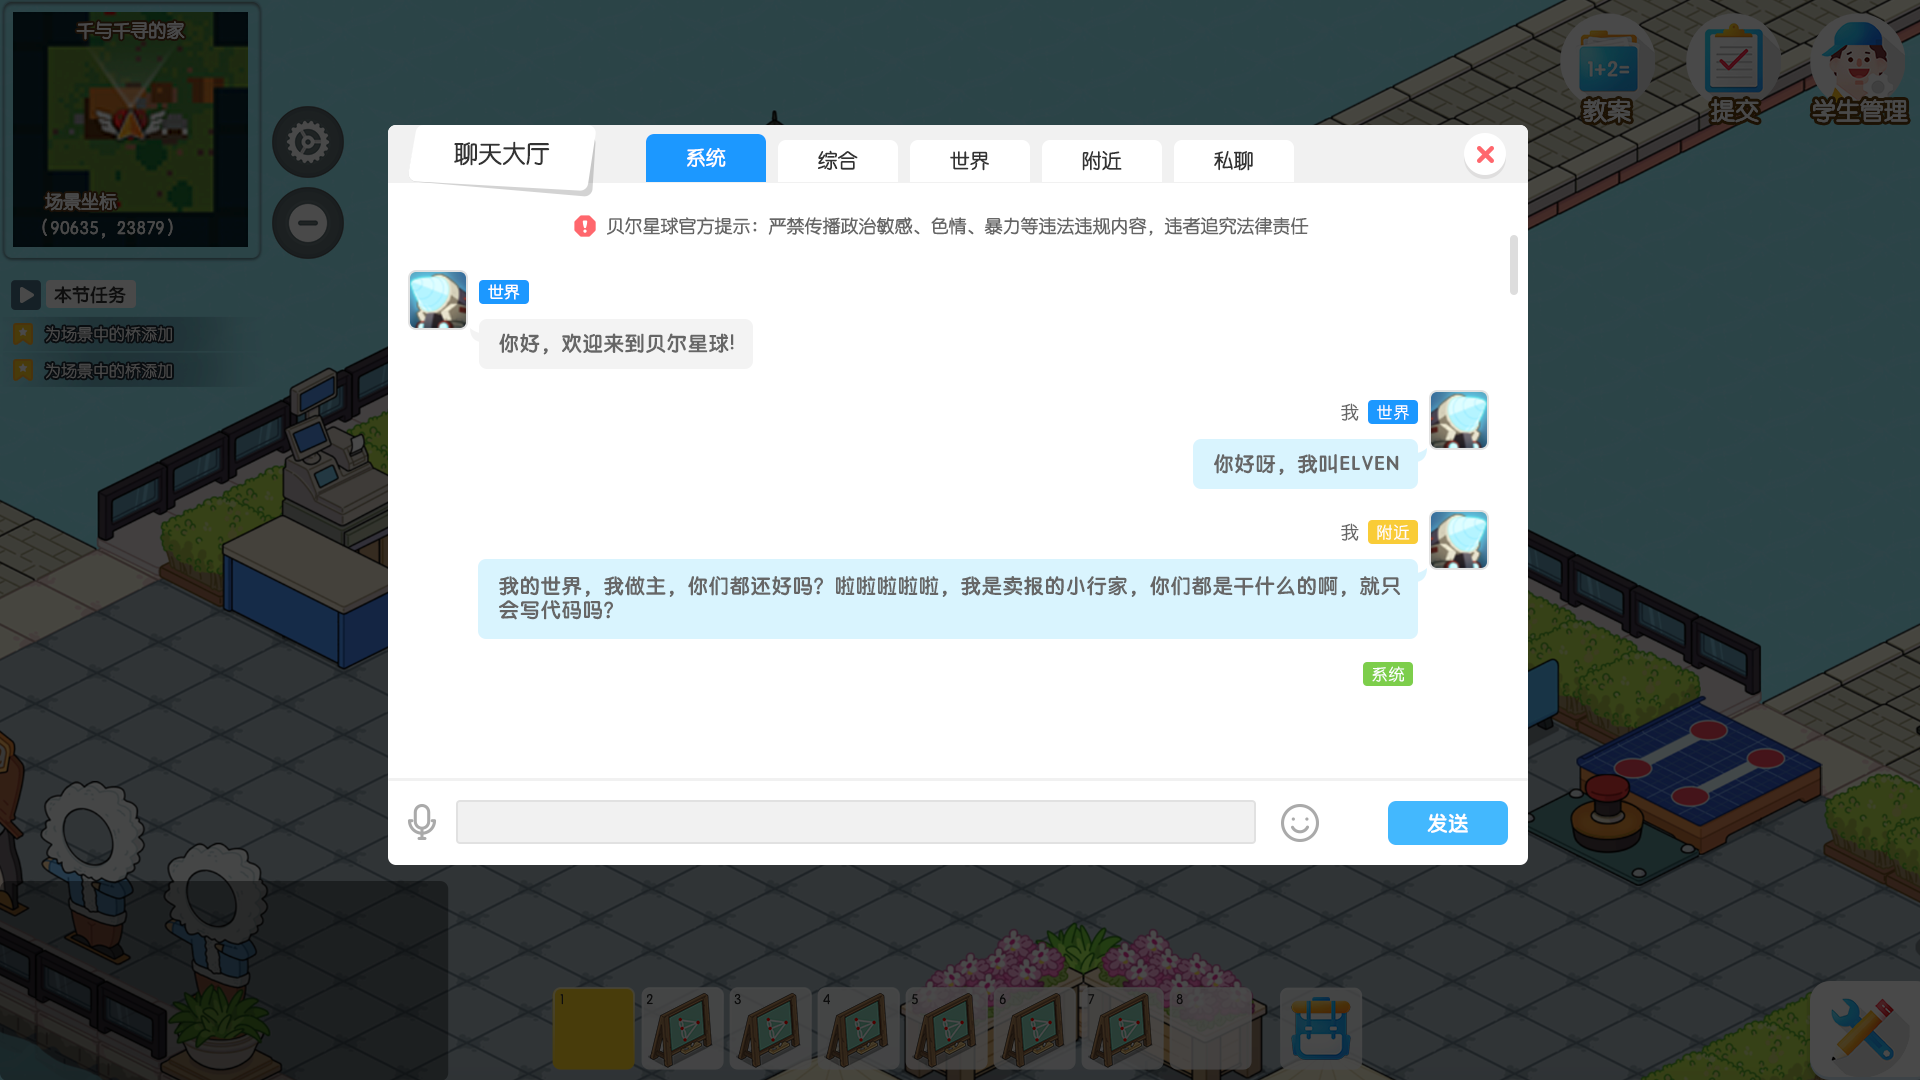 千与千寻的家
场景坐标
(90635, 23879)
1+2=
教案
提交
学生管理
本节任务
为场景中的桥添加
为场景中的桥添加
聊天大厅
系统
综合
世界
附近
私聊
贝尔星球官方提示：严禁传播政治敏感、色情、暴力等违法违规内容，违者追究法律责任
世界
你好，欢迎来到贝尔星球!
我 世界
你好呀，我叫ELVEN
我 附近
我的世界，我做主，你们都还好吗？啦啦啦啦啦，我是卖报的小行家，你们都是干什么的啊，就只
会写代码吗？
系统
发送
1
2
3
4
5
6
7
8